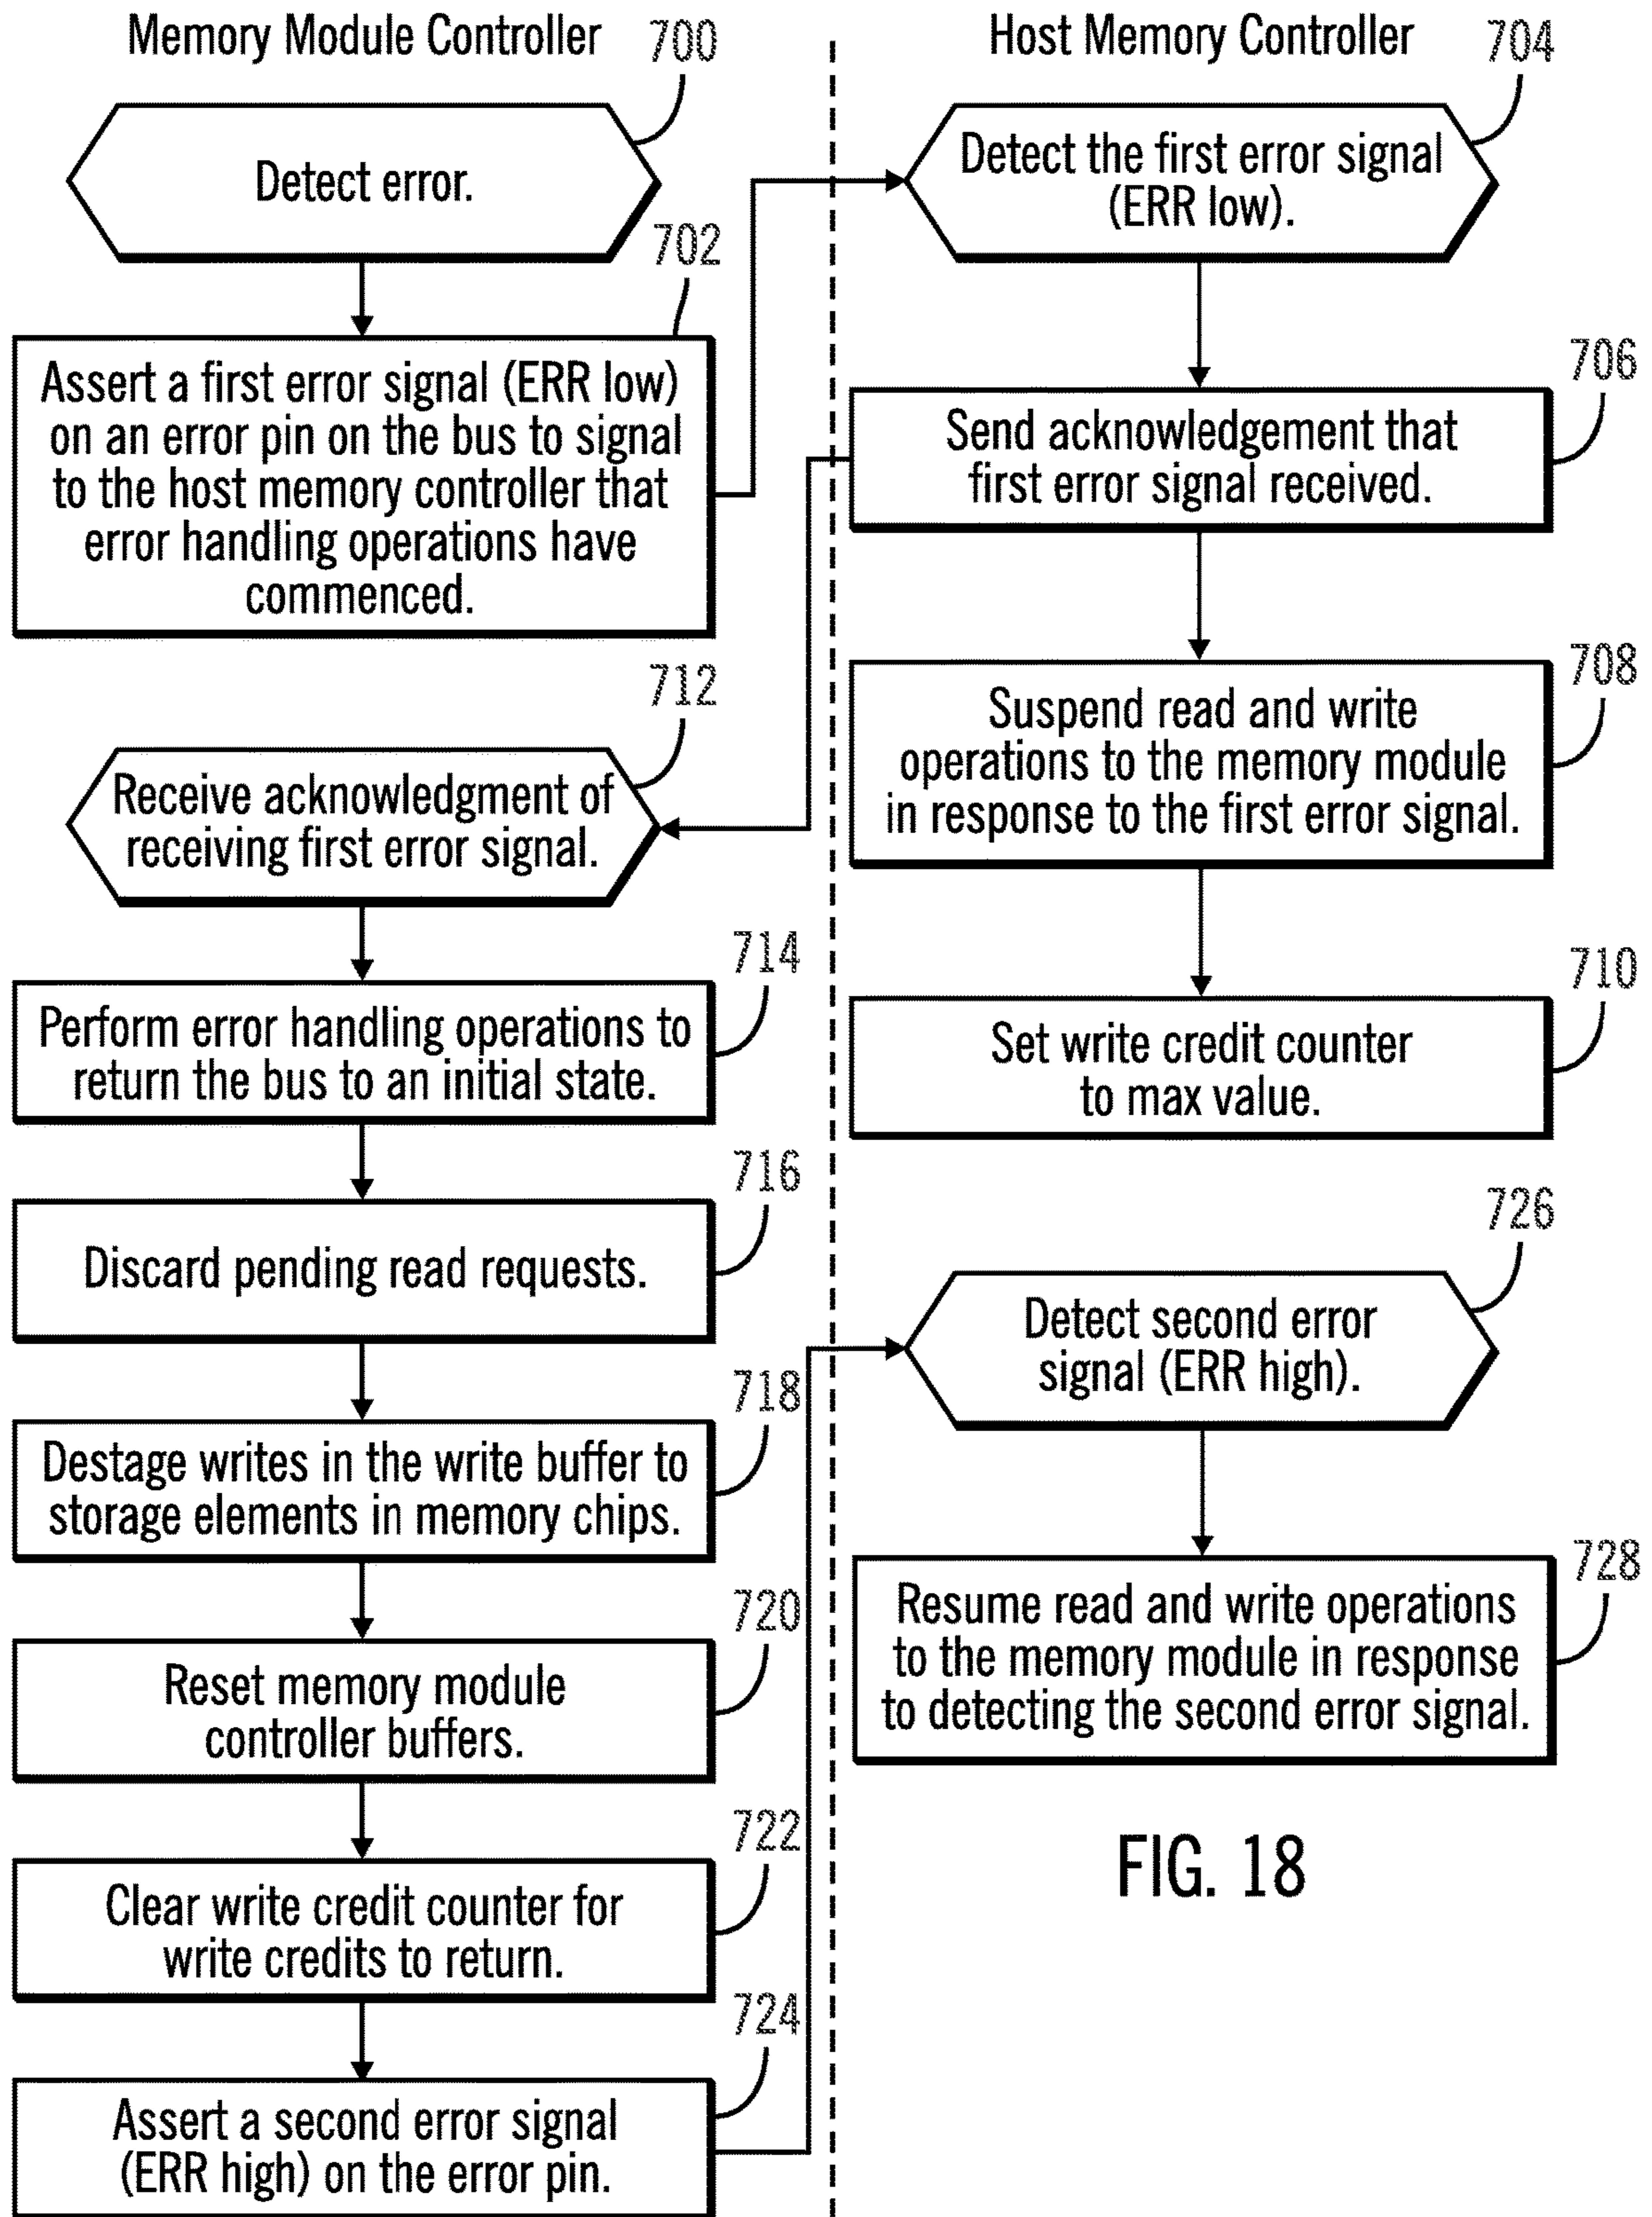 Memory Module Controller
700
Detect error.
702
Assert a first error signal (ERR low)
on an error pin on the bus to signal
to the host memory controller that
error handling operations have
commenced.
712
Receive acknowledgment of
receiving first error signal.
714
Perform error handling operations to
return the bus to an initial state.
716
Discard pending read requests.
718
Destage writes in the write buffer to
storage elements in memory chips.
720
Reset memory module
controller buffers.
722
Clear write credit counter for
write credits to return.
724
Assert a second error signal
(ERR high) on the error pin.
Host Memory Controller
704
Detect the first error signal
(ERR low).
706
Send acknowledgement that
first error signal received.
708
Suspend read and write
operations to the memory module
in response to the first error signal.
710
Set write credit counter
to max value.
726
Detect second error
signal (ERR high).
728
Resume read and write operations
to the memory module in response
to detecting the second error signal.
FIG. 18